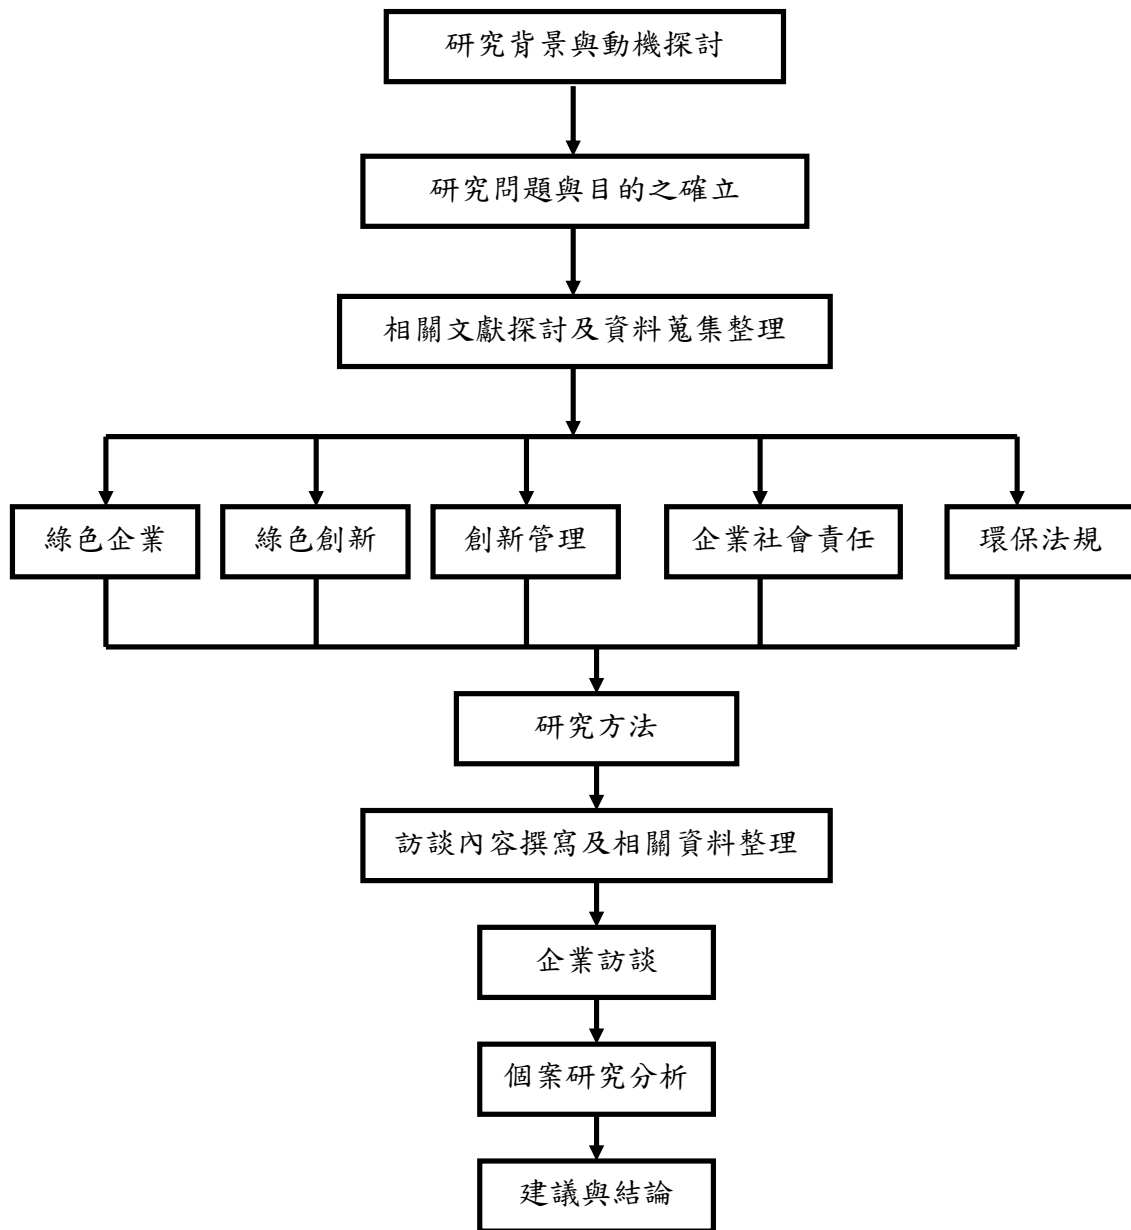 研究背景與動機探討
研究問題與目的之確立
相關文獻探討及資料蒐集整理
綠色企業
綠色創新
創新管理
企業社會責任
環保法規
研究方法
訪談內容撰寫及相關資料整理
企業訪談
個案研究分析
建議與結論